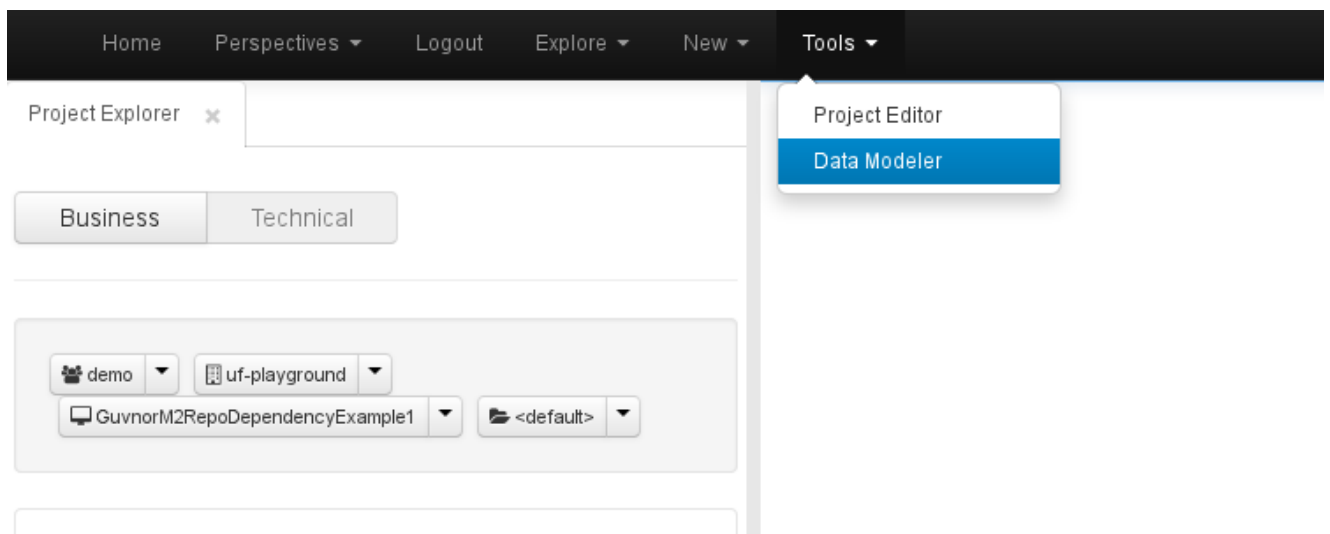 Home Perspectives Logout Explore New Tools
Project Explorer
Project Editor
Data Modeler
Business Technical
demo uf-playground
GuvnorM2RepoDependencyExample1 <default>